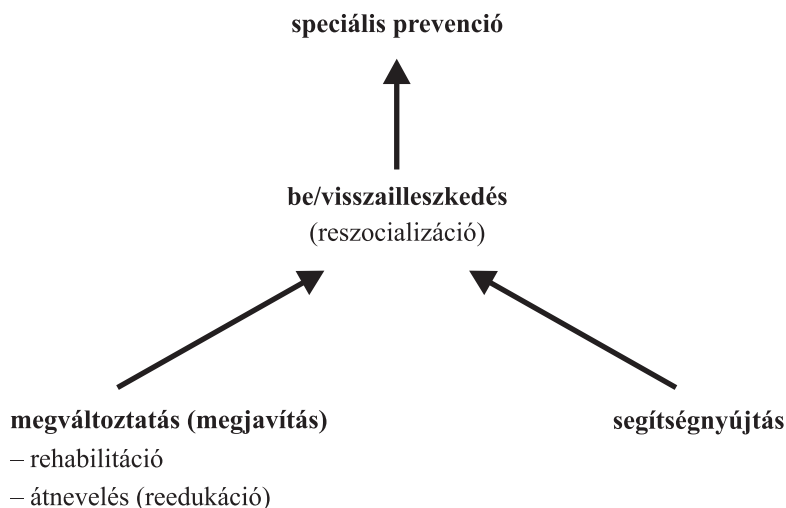 speciális prevenció
be/visszailleszkedés
(reszocializáció)
megváltoztatás (megjavítás)
– rehabilitáció
– átnevelés (reedukáció)
segítségnyújtás